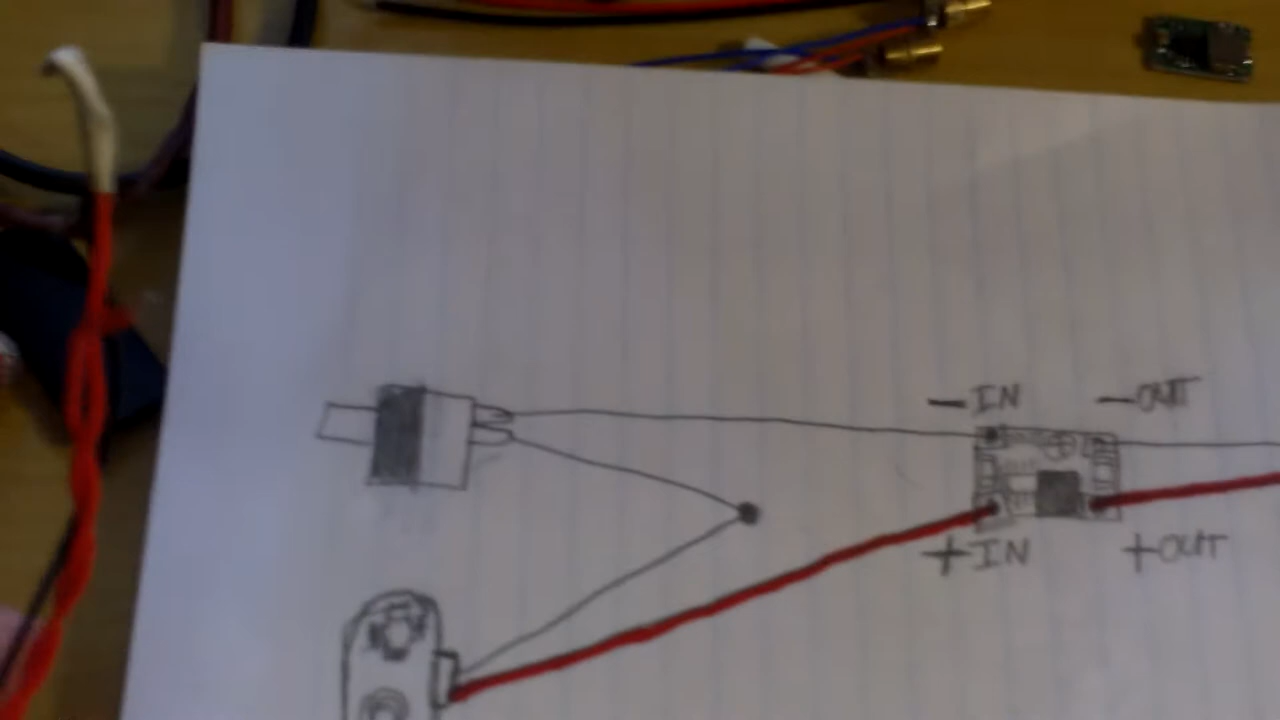 - IN
- OUT
+ IN
+ OUT